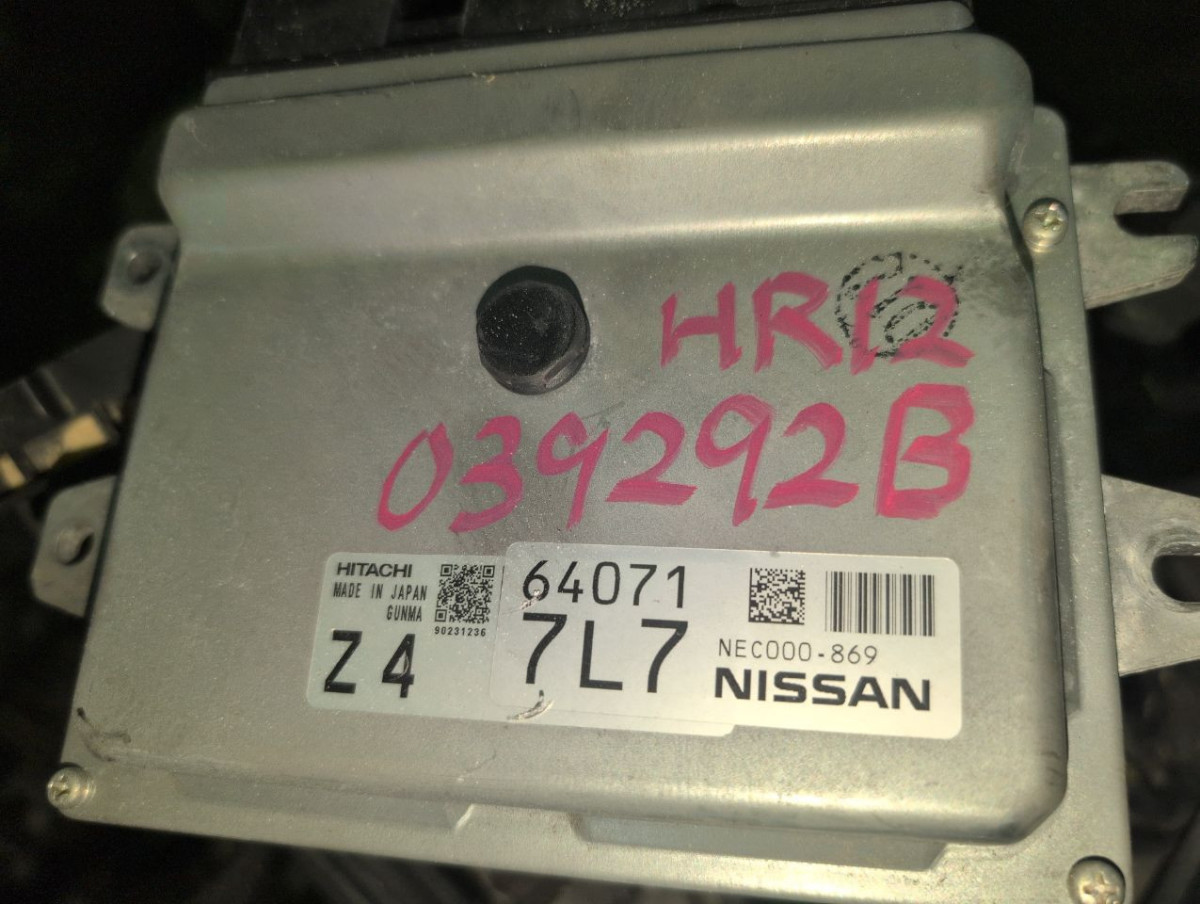 HR12
039292B
HITACHI
MADE IN JAPAN
GUNMA
90231236
Z4
64071
7L7
NEC000-869
NISSAN